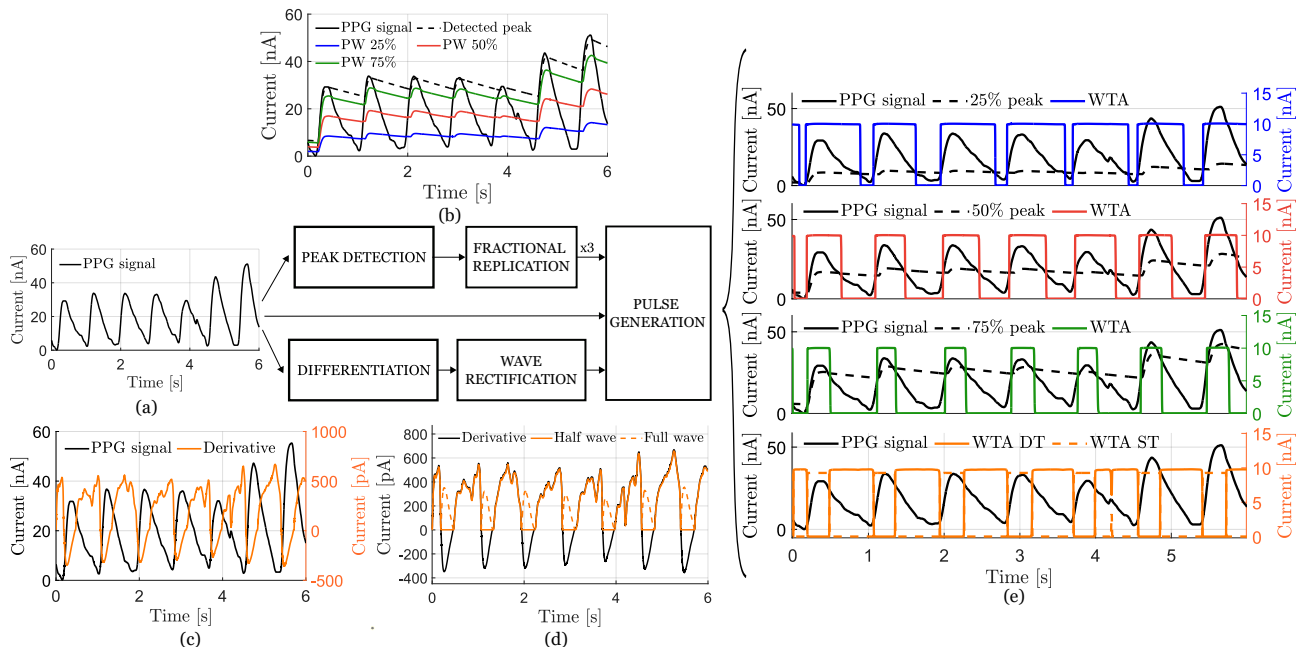 60
40
20
0
Current [nA]
PPG signal
Detected peak
PW 25%
PW 50%
PW 75%
0
2
4
6
Time [s]
(b)
60
40
20
0
Current [nA]
PPG signal
0
2
4
6
Time [s]
(a)
PEAK DETECTION
FRACTIONAL
REPLICATION
x3
PULSE
GENERATION
DIFFERENTIATION
WAVE
RECTIFICATION
60
40
20
0
Current [nA]
PPG signal
Derivative
1000
500
0
-500
Current [pA]
0
2
4
6
Time [s]
(c)
800
600
400
200
0
-200
-400
Current [pA]
Derivative
Half wave
Full wave
0
2
4
6
Time [s]
(d)
50
0
Current [nA]
PPG signal
25% peak
WTA
15
10
5
0
Current [nA]
50
0
Current [nA]
PPG signal
50% peak
WTA
15
10
5
0
Current [nA]
50
0
Current [nA]
PPG signal
75% peak
WTA
15
10
5
0
Current [nA]
50
0
Current [nA]
PPG signal
WTA DT
WTA ST
15
10
5
0
Current [nA]
0
1
2
3
4
5
Time [s]
(e)